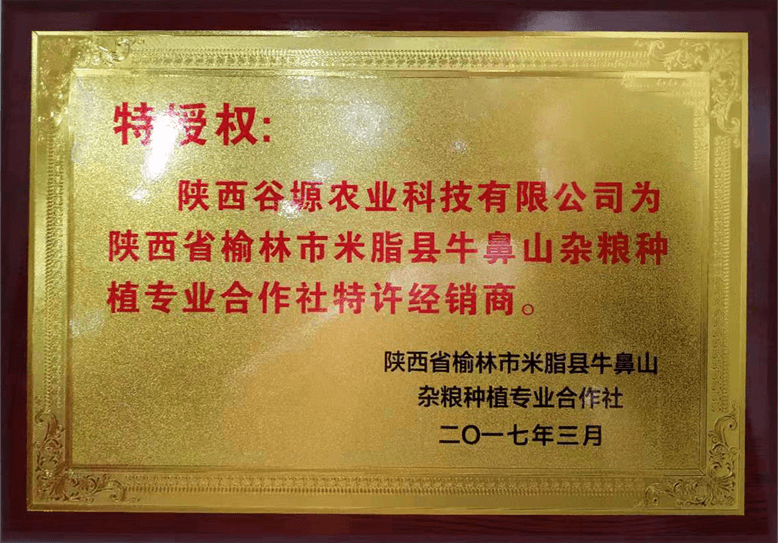 特授权:
陕西谷塬农业科技有限公司为
陕西省榆林市米脂县牛鼻山杂粮种
植专业合作社特许经销商。
陕西省榆林市米脂县牛鼻山
杂粮种植专业合作社
二〇一七年三月